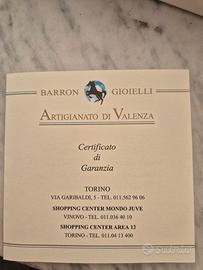 BARRON GIOIELLI
ARTIGIANATO DI VALENZA
Certificato
di
Garanzia
TORINO
VIA GARIBALDI, 5 - TEL. 011.562 96 06
SHOPPING CENTER MONDO JUVE
VINOVO - TEL. 011.036 40 10
SHOPPING CENTER AREA 12
TORINO - TEL. 011.04 13 400
Subito